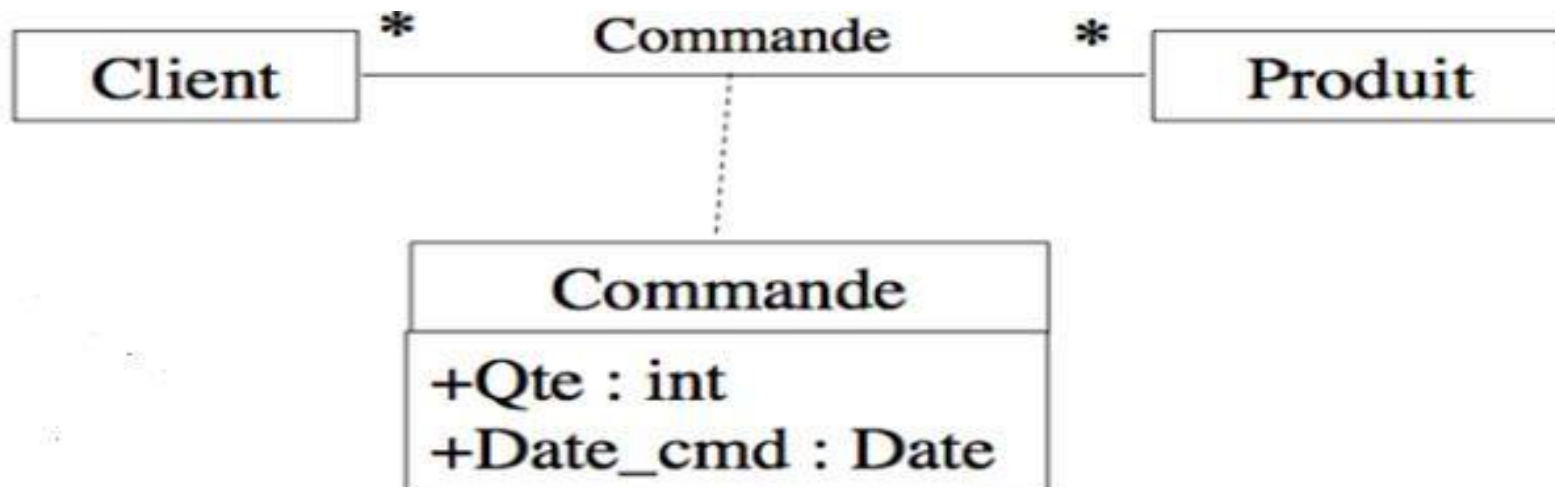 * Commande *
Client
Produit
Commande
+Qte : int
+Date_cmd : Date